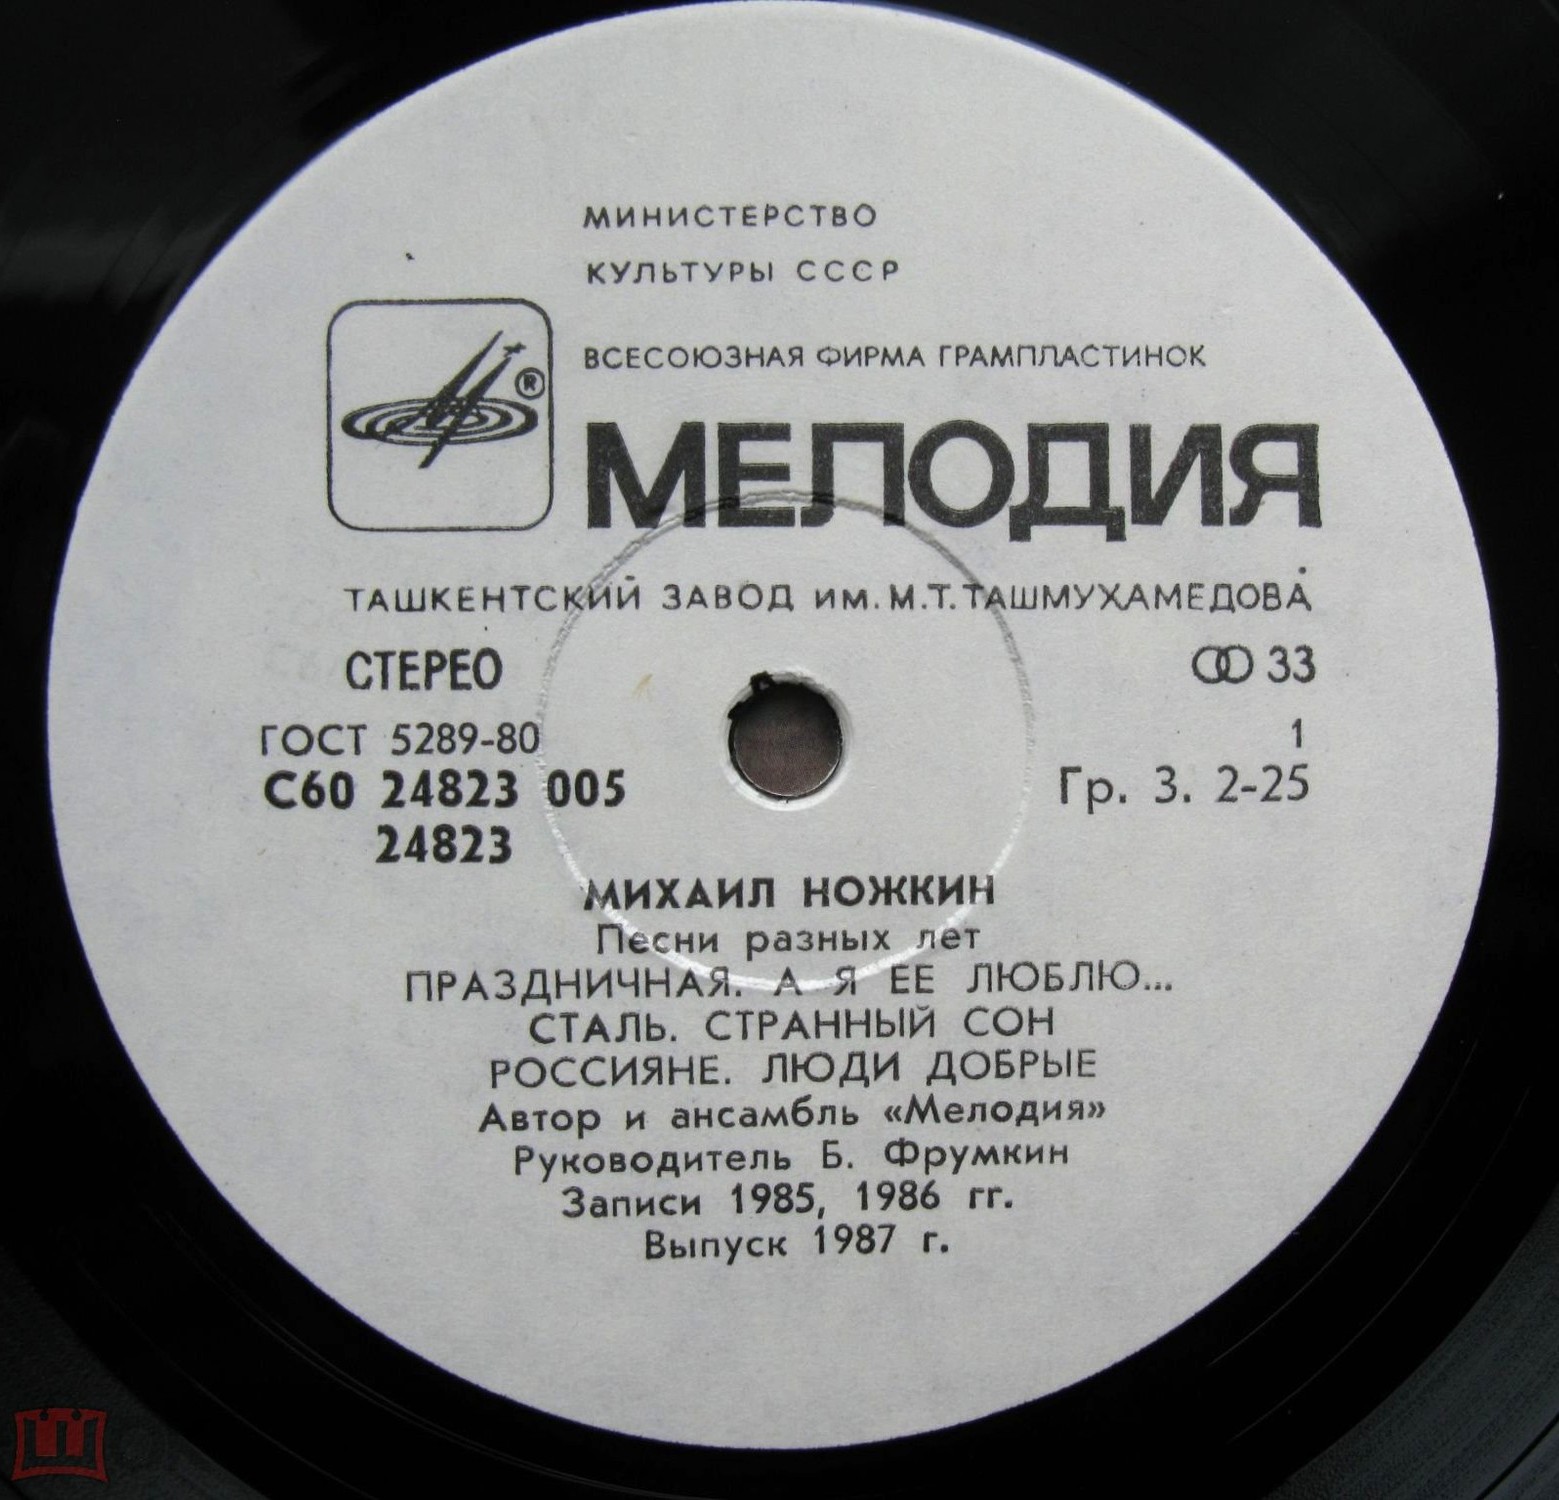 МИНИСТЕРСТВО
КУЛЬТУРЫ СССР
ВСЕСОЮЗНАЯ ФИРМА ГРАМПЛАСТИНОК
®
МЕЛОДИЯ
ТАШКЕНТСКИЙ ЗАВОД ИМ. М.Т. ТАШМУХАМЕДОВА
СТЕРЕО
33
ГОСТ 5289-80
1
С60 24823 005
Гр. 3. 2-25
24823
МИХАИЛ НОЖКИН
Песни разных лет
ПРАЗДНИЧНАЯ. А Я ЕЕ ЛЮБЛЮ...
СТАЛЬ. СТРАННЫЙ СОН
РОССИЯНЕ. ЛЮДИ ДОБРЫЕ
Автор и ансамбль «Мелодия»
Руководитель Б. Фрумкин
Записи 1985, 1986 гг.
Выпуск 1987 г.